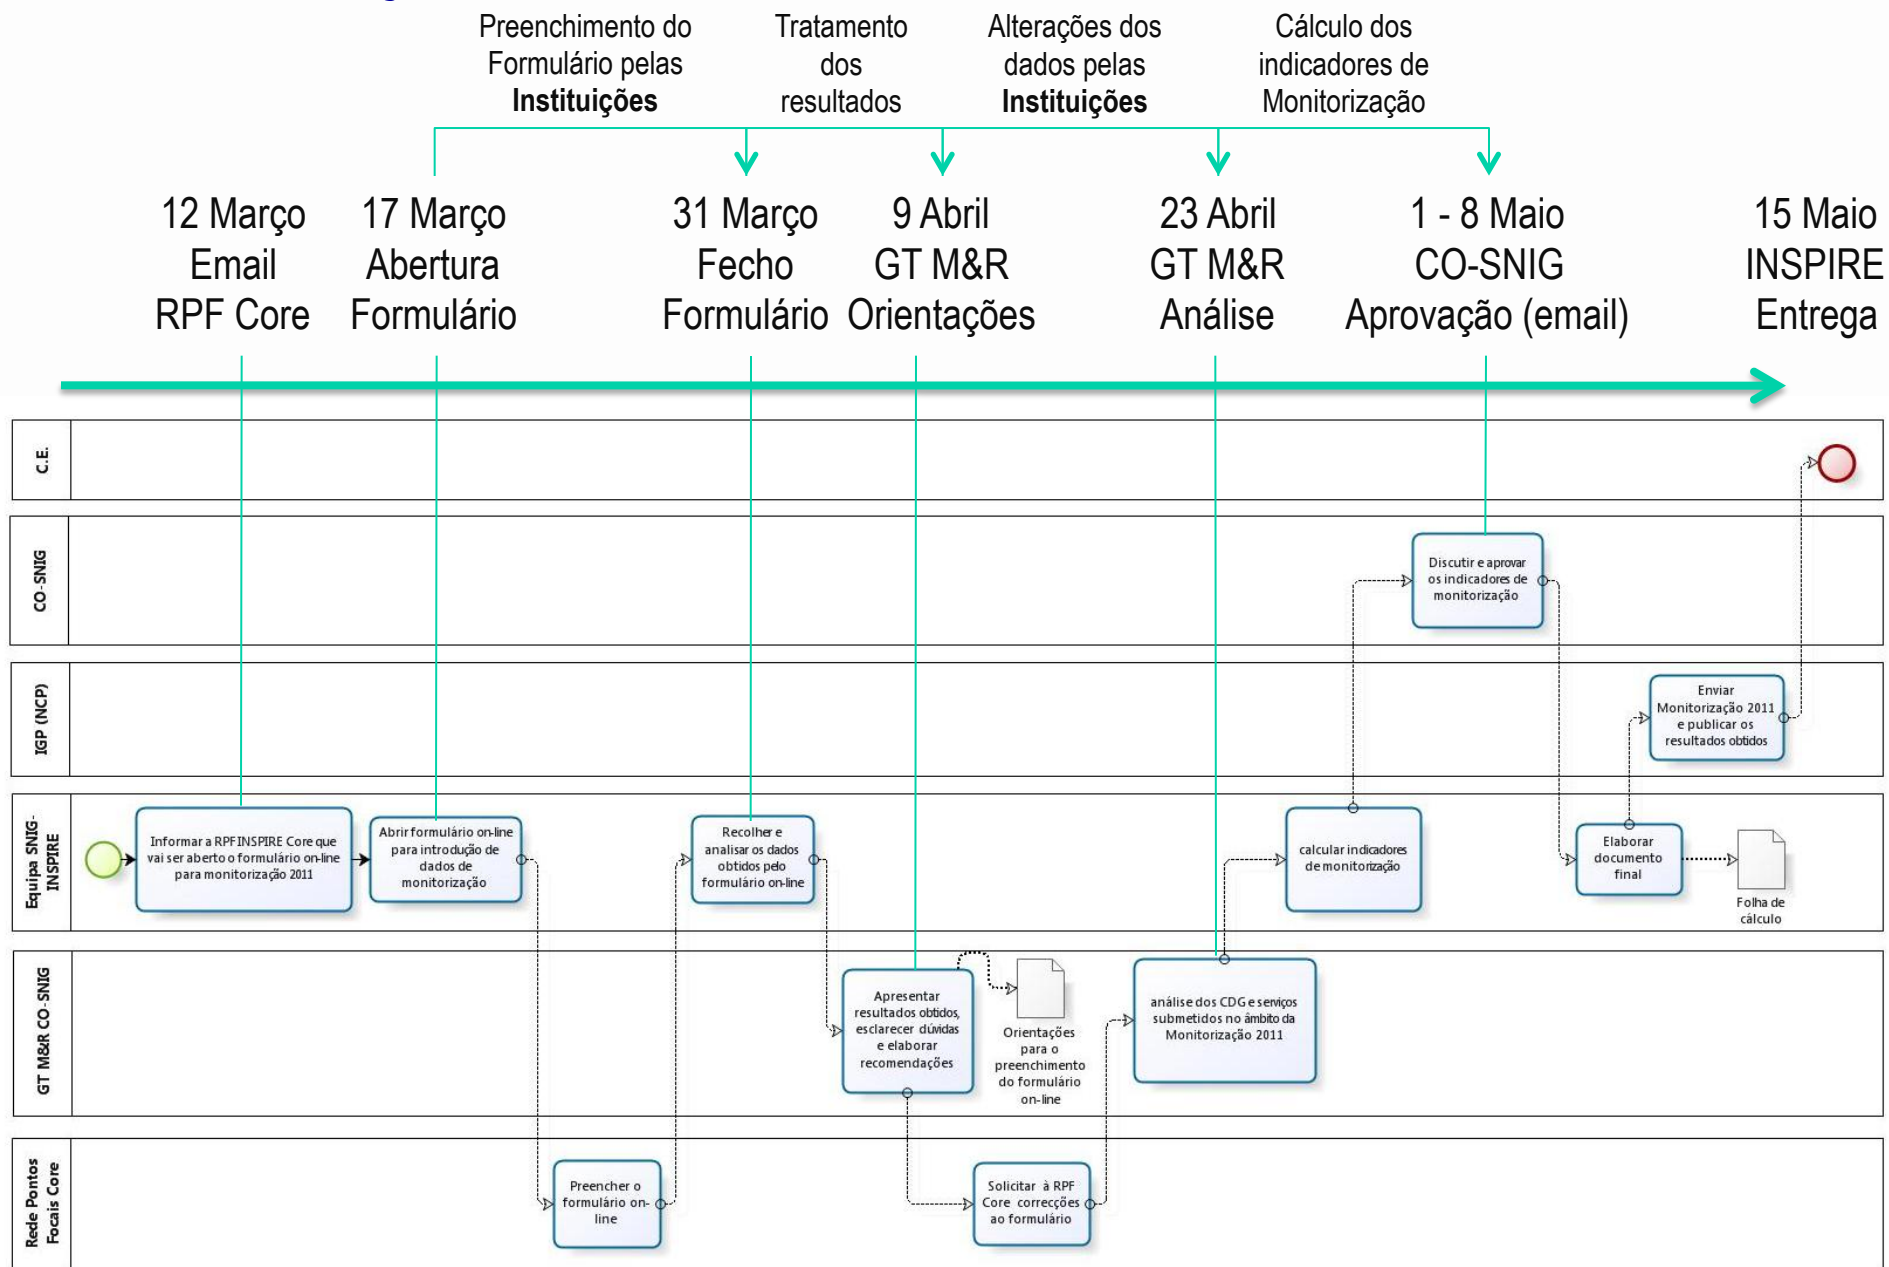 Preenchimento do
Formulário pelas
Instituições
Tratamento
dos
resultados
Alterações dos
dados pelas
Instituições
Cálculo dos
indicadores de
Monitorização
12 Março
Email
RPF Core
17 Março
Abertura
Formulário
31 Março
Fecho
Formulário
9 Abril
GT M&R
Orientações
23 Abril
GT M&R
Análise
1 - 8 Maio
CO-SNIG
Aprovação (email)
15 Maio
INSPIRE
Entrega
C.E.
CO-SNIG
Discutir e aprovar
os indicadores de
monitorização
IGP (NCP)
Enviar
Monitorização 2011
e publicar os
resultados obtidos
Equipa SNIG-
INSPIRE
Informar a RPF INSPIRE Core que
vai ser aberto o formulário on-line
para monitorização 2011
Abrir formulário on-line
para introdução de
dados de
monitorização
Recolher e
analisar os dados
obtidos pelo
formulário on-line
calcular indicadores
de monitorização
Elaborar
documento
final
Folha de
cálculo
GT M&R CO-SNIG
Apresentar
resultados obtidos,
esclarecer dúvidas
e elaborar
recomendações
Orientações
para o
preenchimento
do formulário
on-line
análise dos CDG e serviços
submetidos no âmbito da
Monitorização 2011
Rede Pontos
Focais Core
Preencher o
formulário on-
line
Solicitar à RPF
Core correcções
ao formulário